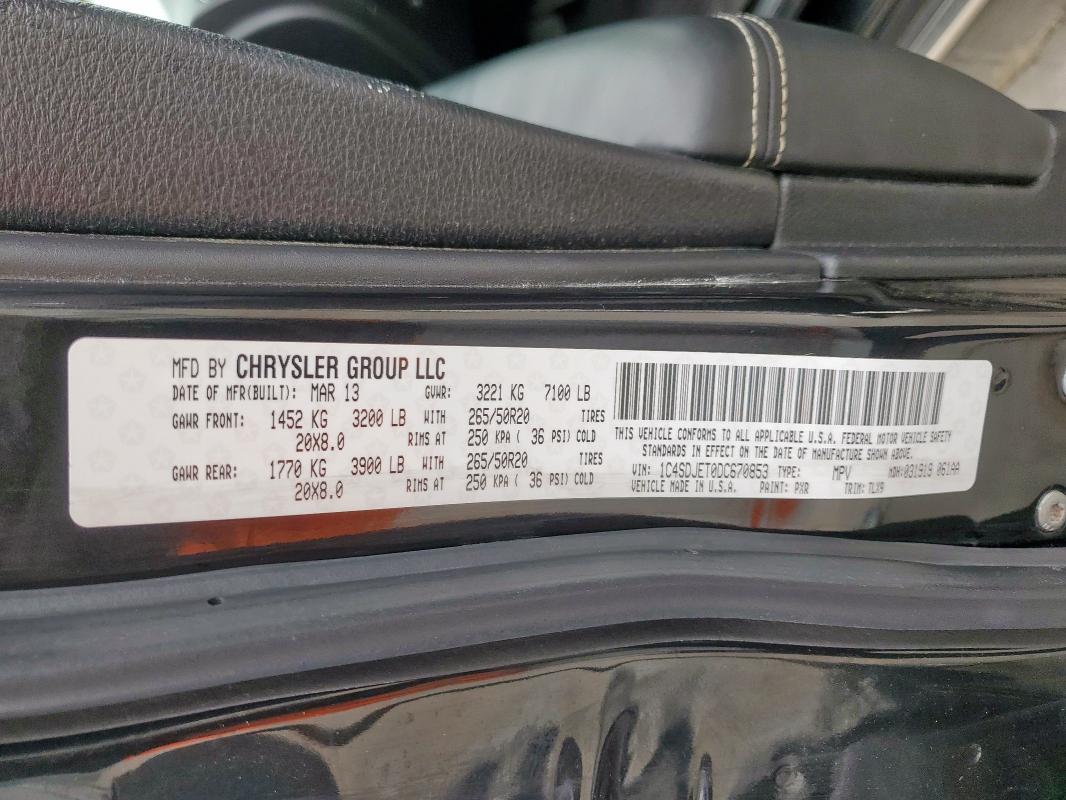 MFD BY CHRYSLER GROUP LLC
DATE OF MFR(BUILT): MAR 13 GVWR: 3221 KG 7100 LB
GAWR FRONT: 1452 KG 3200 LB WITH 265/50R20 TIRES
20X8.0 RIMS AT 250 KPA ( 36 PSI) COLD
GAWR REAR: 1770 KG 3900 LB WITH 265/50R20 TIRES
20X8.0 RIMS AT 250 KPA ( 36 PSI) COLD
THIS VEHICLE CONFORMS TO ALL APPLICABLE U.S.A. FEDERAL MOTOR VEHICLE SAFETY
STANDARDS IN EFFECT ON THE DATE OF MANUFACTURE SHOWN ABOVE.
VIN: 1C4SDJET0DC670853 TYPE: MPV MDH:031919 061AA
VEHICLE MADE IN U.S.A. PAINT: PXR TRIM: TLX9